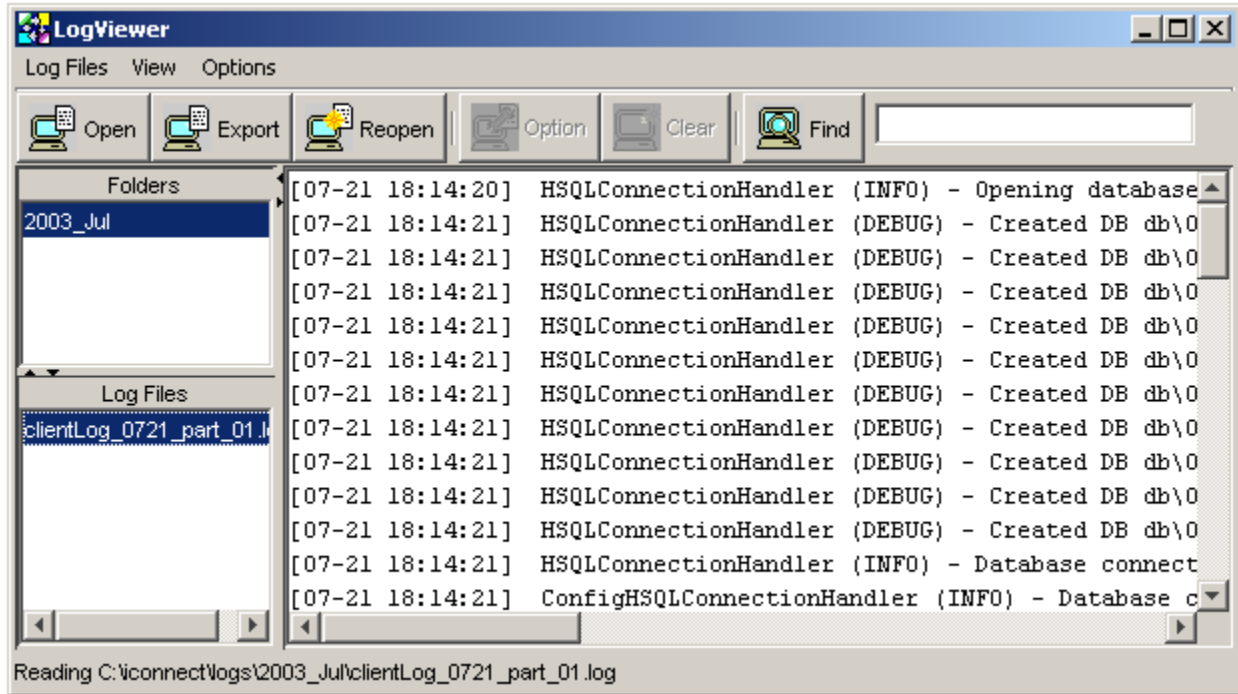 LogViewer
Log Files View Options
Open Export Reopen Option Clear Find
Folders
2003_Jul
Log Files
clientLog_0721_part_01.l
[07-21 18:14:20] HSQLConnectionHandler (INFO) - Opening database
[07-21 18:14:21] HSQLConnectionHandler (DEBUG) - Created DB db\0
[07-21 18:14:21] HSQLConnectionHandler (DEBUG) - Created DB db\0
[07-21 18:14:21] HSQLConnectionHandler (DEBUG) - Created DB db\0
[07-21 18:14:21] HSQLConnectionHandler (DEBUG) - Created DB db\0
[07-21 18:14:21] HSQLConnectionHandler (DEBUG) - Created DB db\0
[07-21 18:14:21] HSQLConnectionHandler (DEBUG) - Created DB db\0
[07-21 18:14:21] HSQLConnectionHandler (DEBUG) - Created DB db\0
[07-21 18:14:21] HSQLConnectionHandler (DEBUG) - Created DB db\0
[07-21 18:14:21] HSQLConnectionHandler (DEBUG) - Created DB db\0
[07-21 18:14:21] HSQLConnectionHandler (DEBUG) - Created DB db\0
[07-21 18:14:21] HSQLConnectionHandler (INFO) - Database connect
[07-21 18:14:21] ConfigHSQLConnectionHandler (INFO) - Database c
Reading C:\iconnect\logs\2003_Jul\clientLog_0721_part_01.log